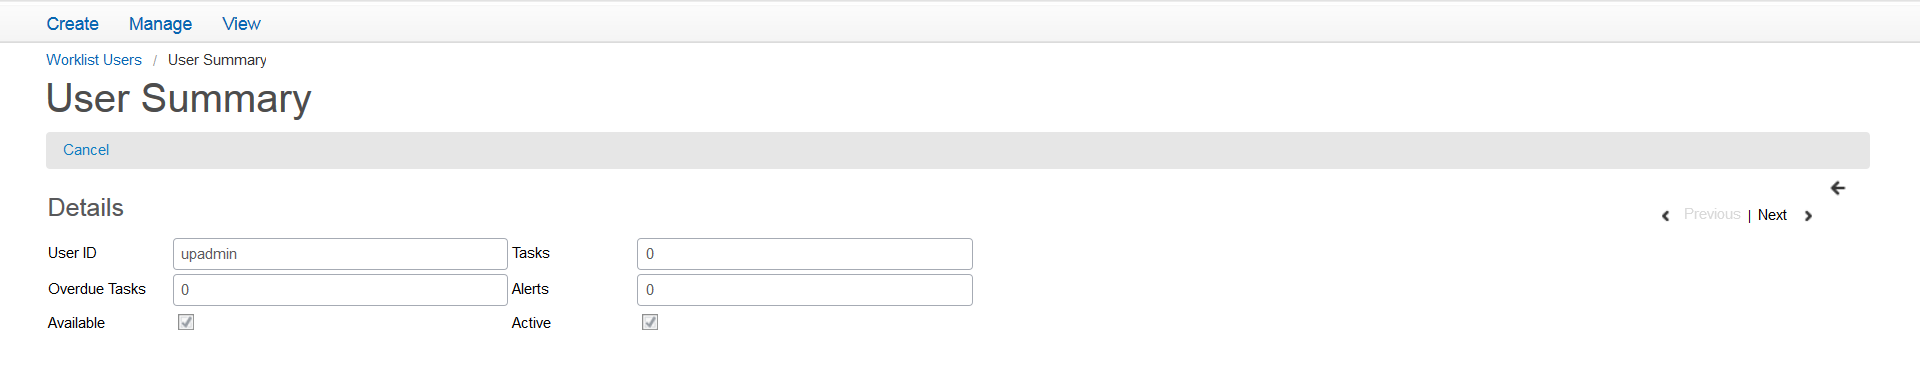 Create Manage View
Worklist Users / User Summary
User Summary
Cancel
Details
Previous | Next
User ID upadmin Tasks 0
Overdue Tasks 0 Alerts 0
Available Active